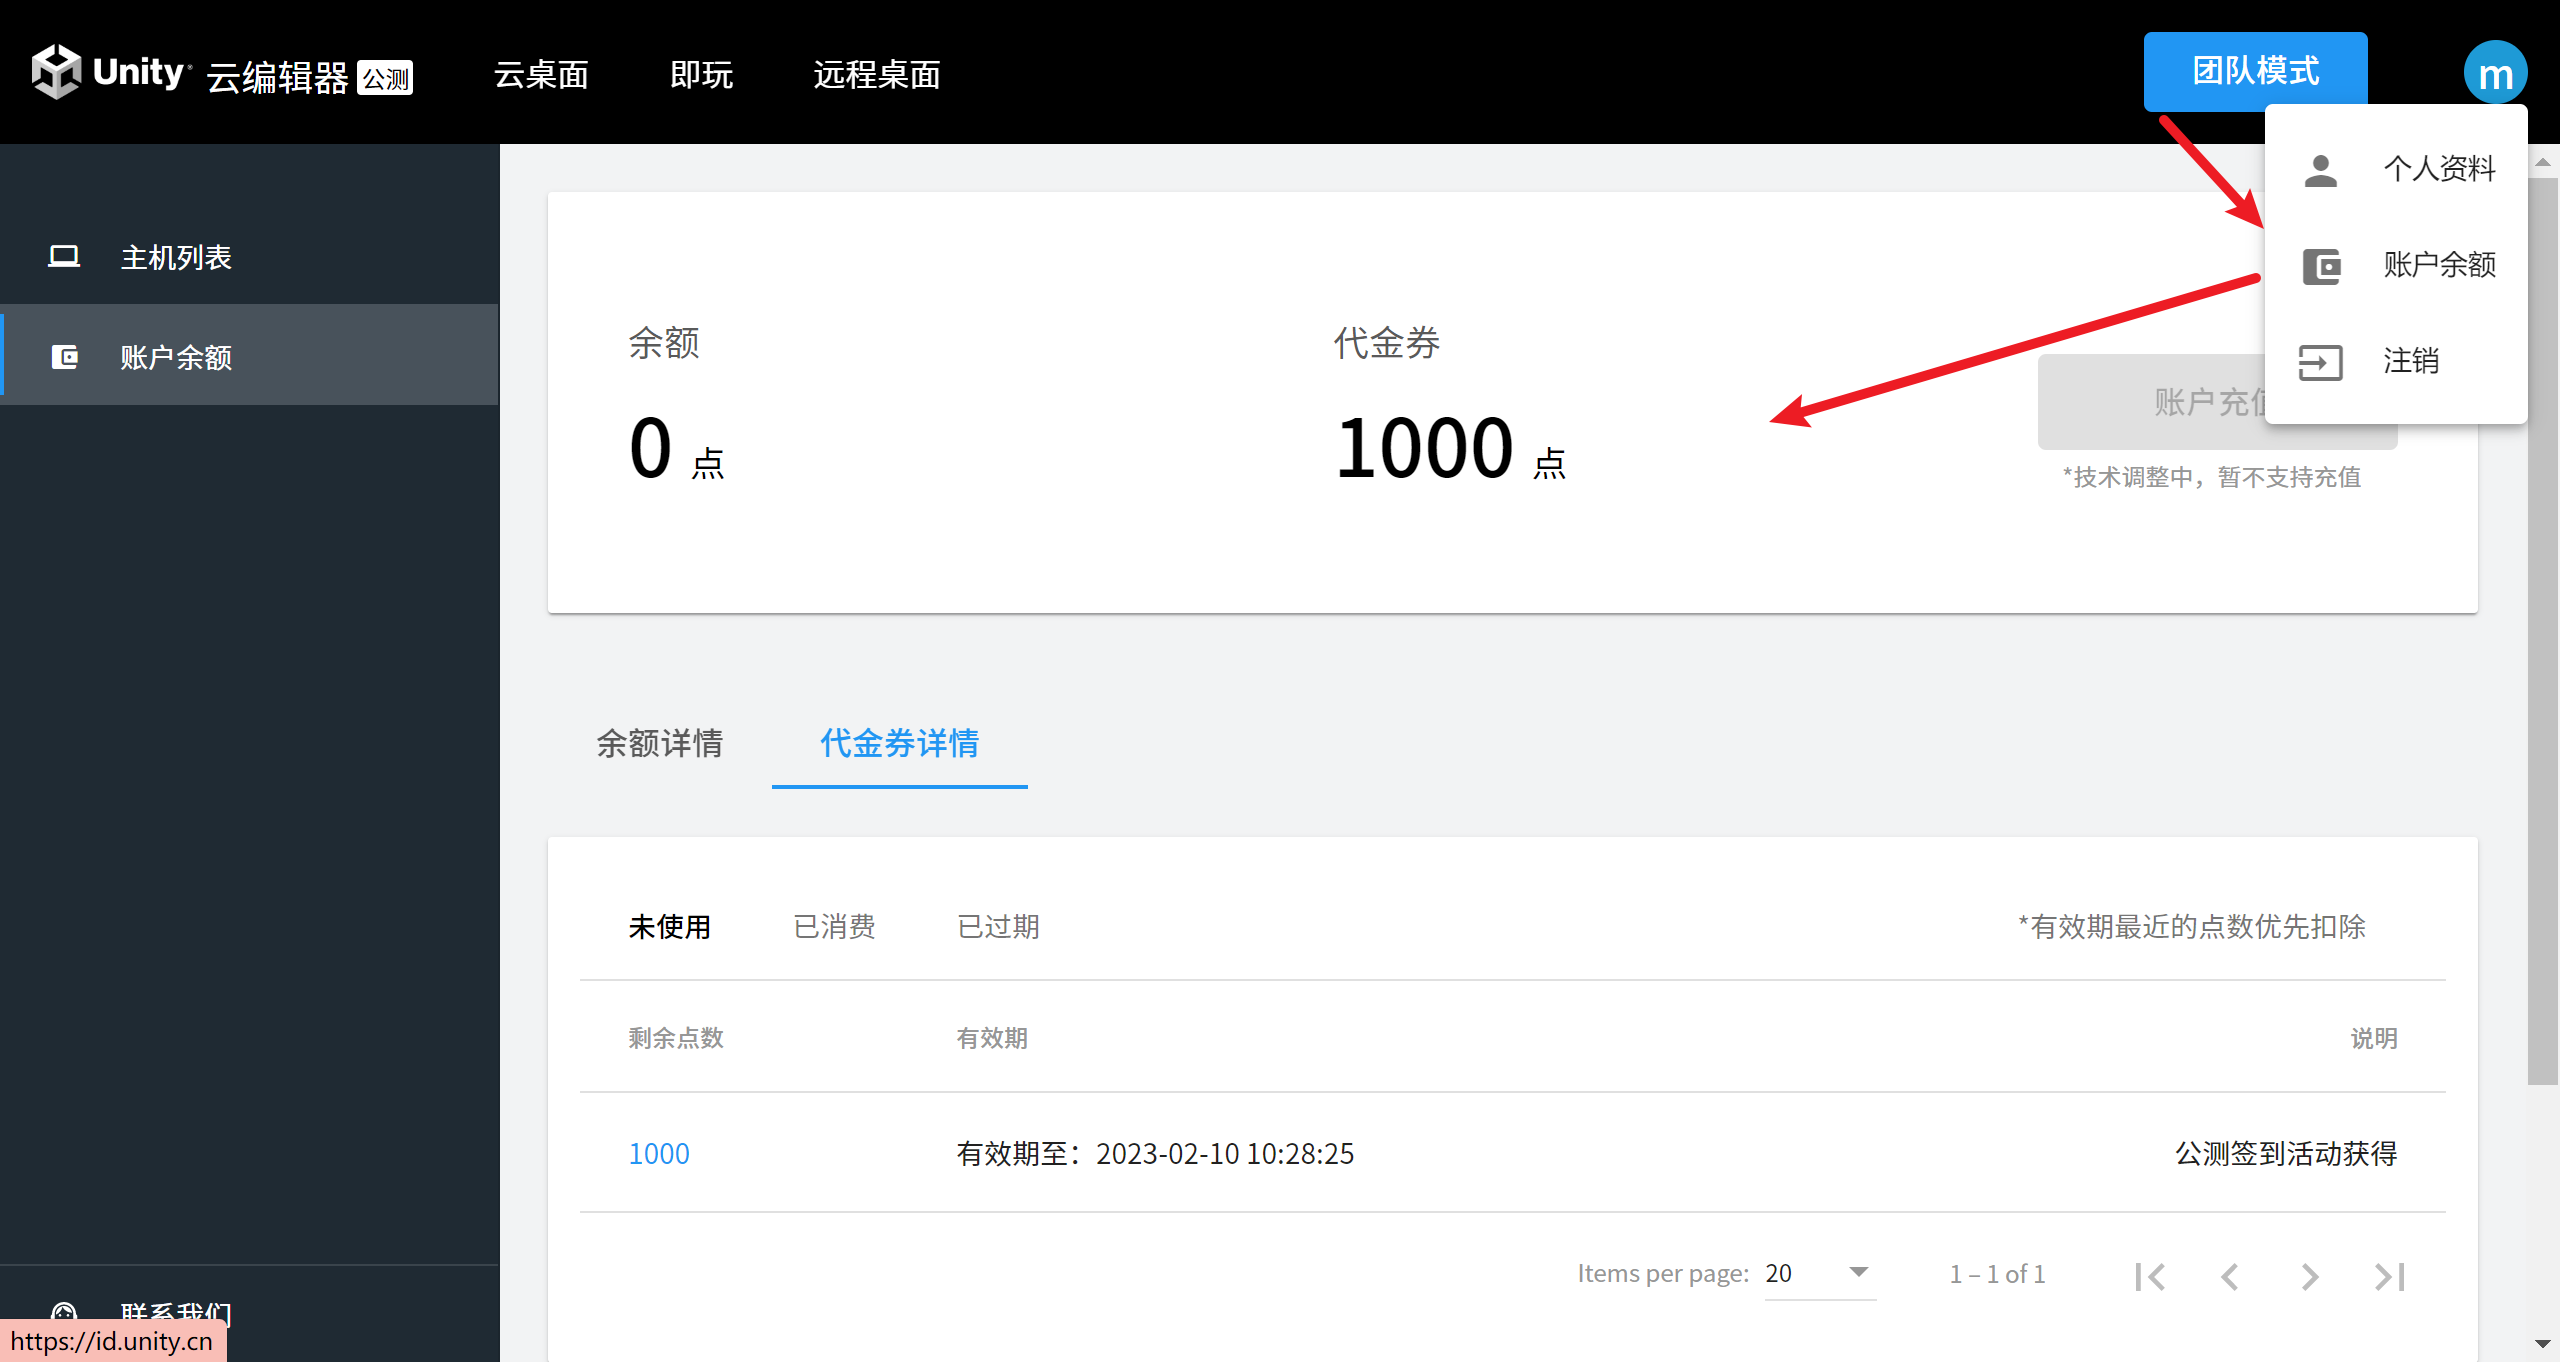 Unity 云编辑器 公测 云桌面 即玩 远程桌面 团队模式 m
个人资料
账户余额
注销
主机列表
账户余额
余额 代金券
0 点 1000 点
账户充值
*技术调整中，暂不支持充值
余额详情 代金券详情
未使用 已消费 已过期 *有效期最近的点数优先扣除
剩余点数 有效期 说明
1000 有效期至：2023-02-10 10:28:25 公测签到活动获得
Items per page: 20 1 – 1 of 1
联系我们
https://id.unity.cn